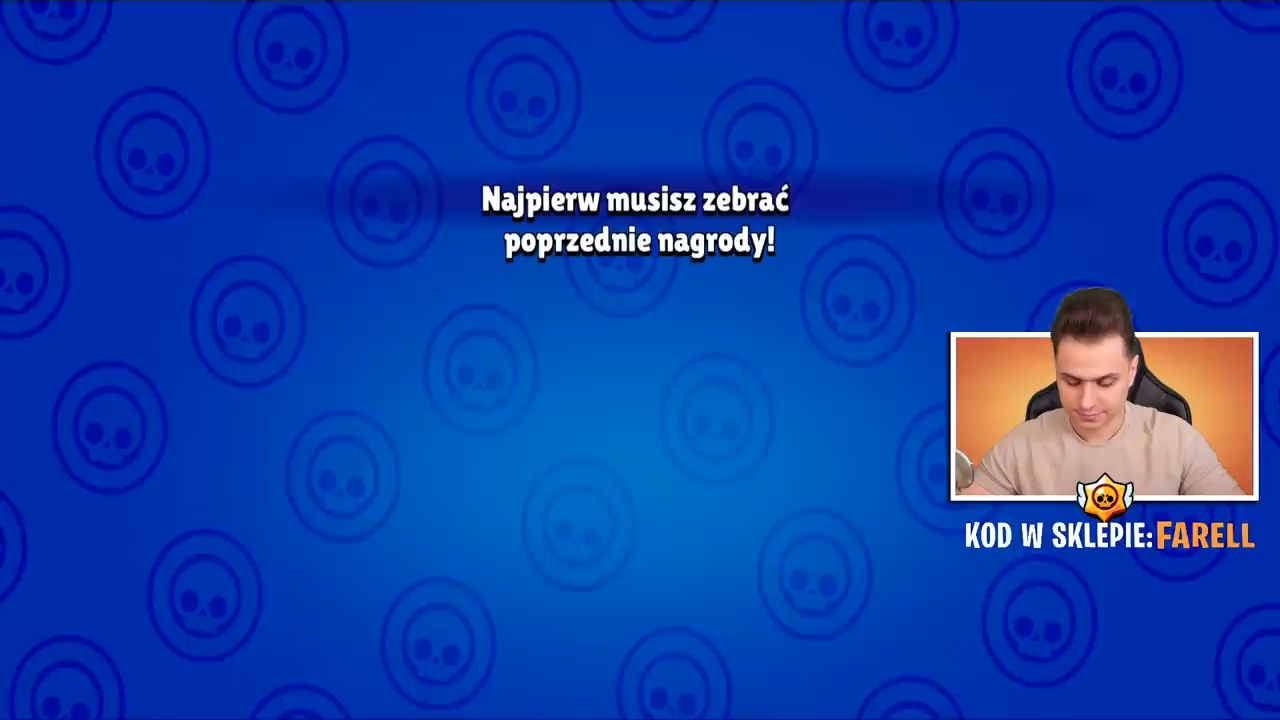 Najpierw musisz zebrać
poprzednie nagrody!
KOD W SKLEPIE: FARELL